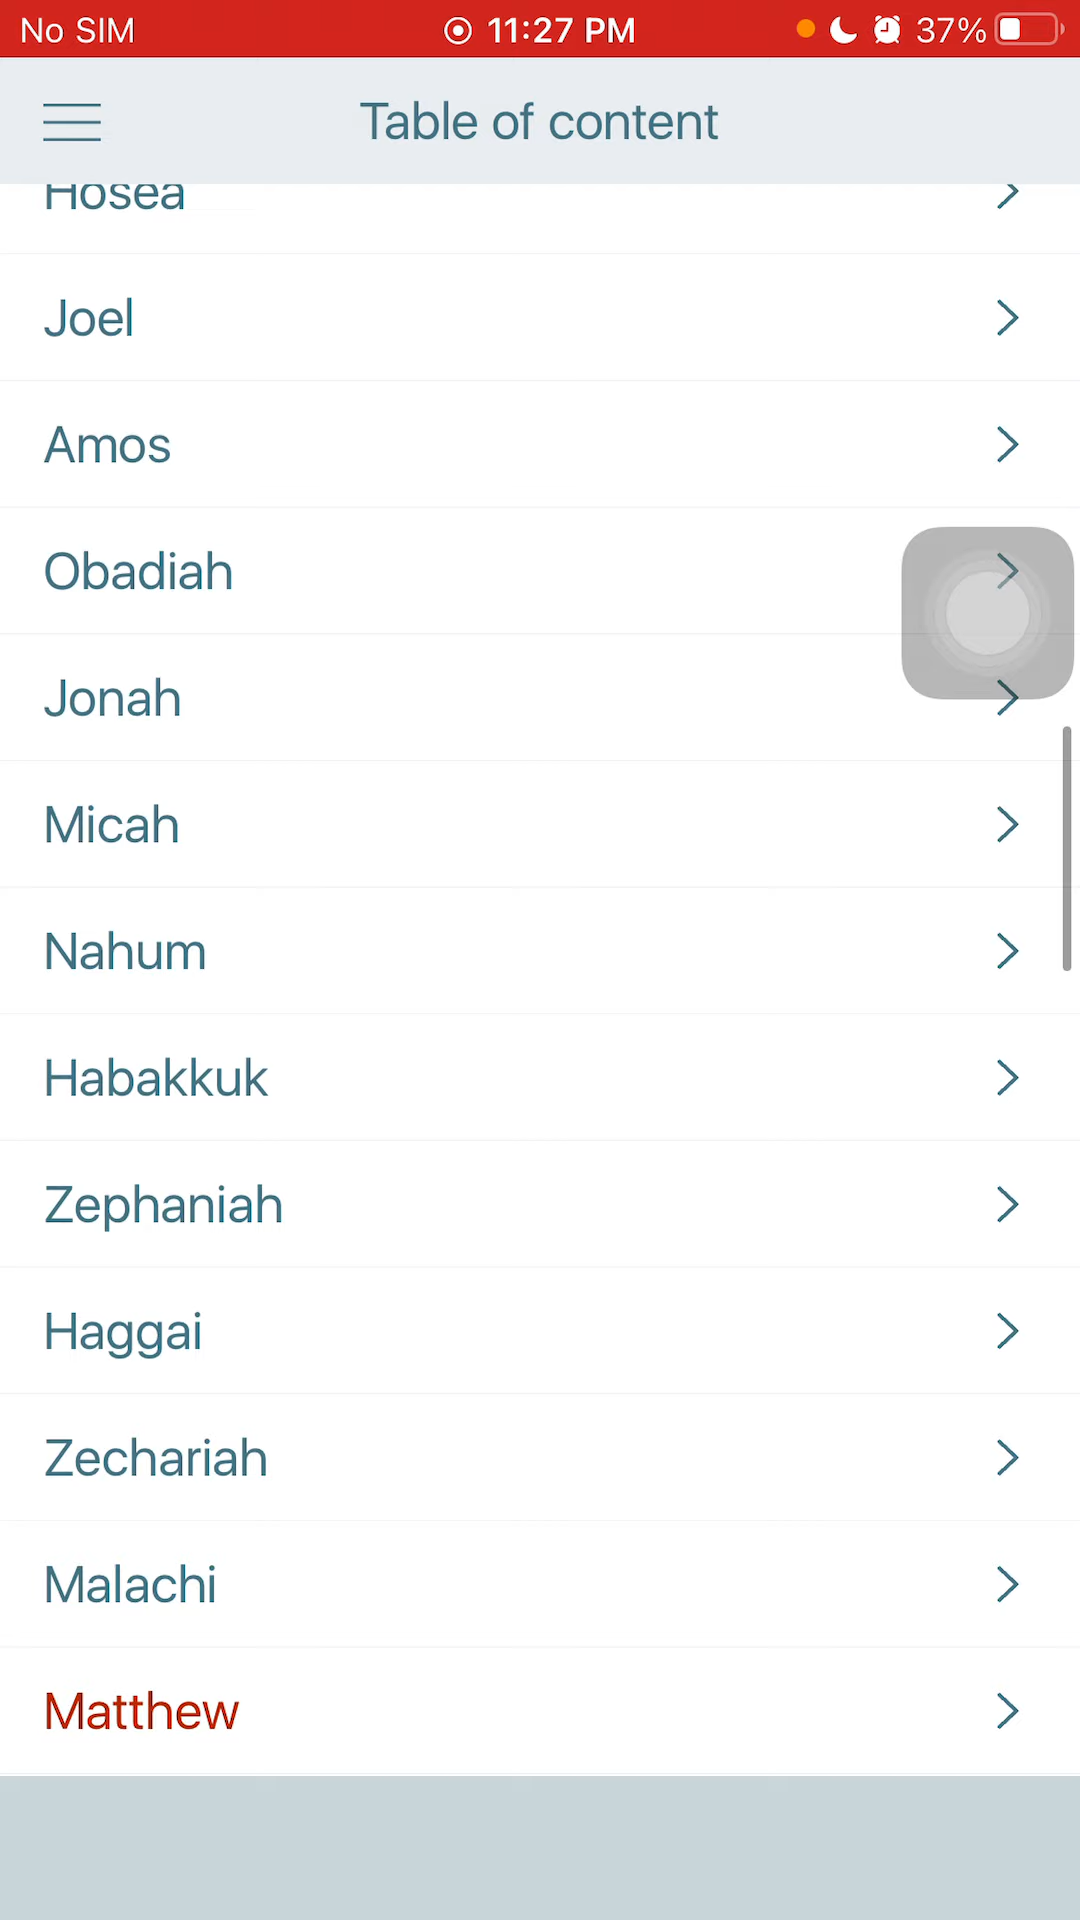 No SIM 11:27 PM 37%
Table of content
Hosea
Joel
Amos
Obadiah
Jonah
Micah
Nahum
Habakkuk
Zephaniah
Haggai
Zechariah
Malachi
Matthew